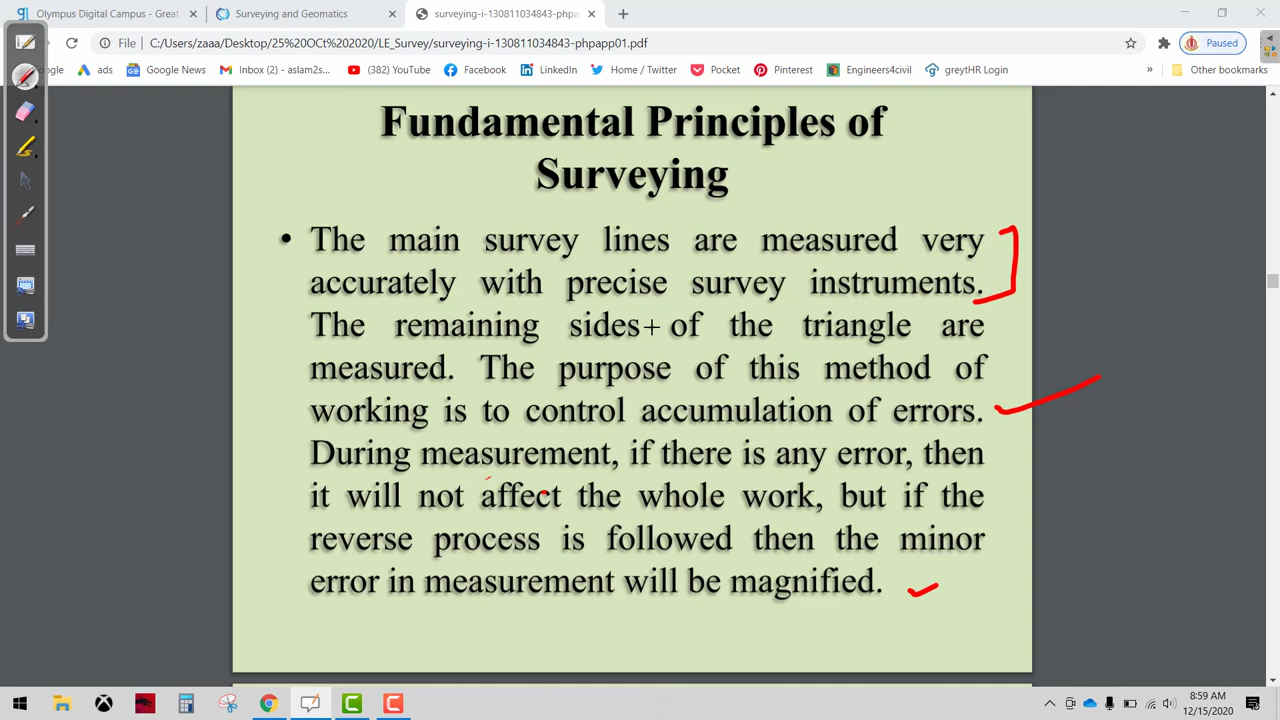 Olympus Digital Campus - Great
Surveying and Geomatics
surveying-i-130811034843-phpapp01.pdf
File
C:/Users/zaaa/Desktop/25%20OCt%202020/LE_Survey/surveying-i-130811034843-phpapp01.pdf
Paused
ogle
ads
Google News
Inbox (2) - aslam2s...
(382) YouTube
Facebook
LinkedIn
Home / Twitter
Pocket
Pinterest
Engineers4civil
greytHR Login
»
Other bookmarks
Fundamental Principles of
Surveying
• The main survey lines are measured very
accurately with precise survey instruments.
The remaining sides of the triangle are
measured. The purpose of this method of
working is to control accumulation of errors.
During measurement, if there is any error, then
it will not affect the whole work, but if the
reverse process is followed then the minor
error in measurement will be magnified.
8:59 AM
12/15/2020